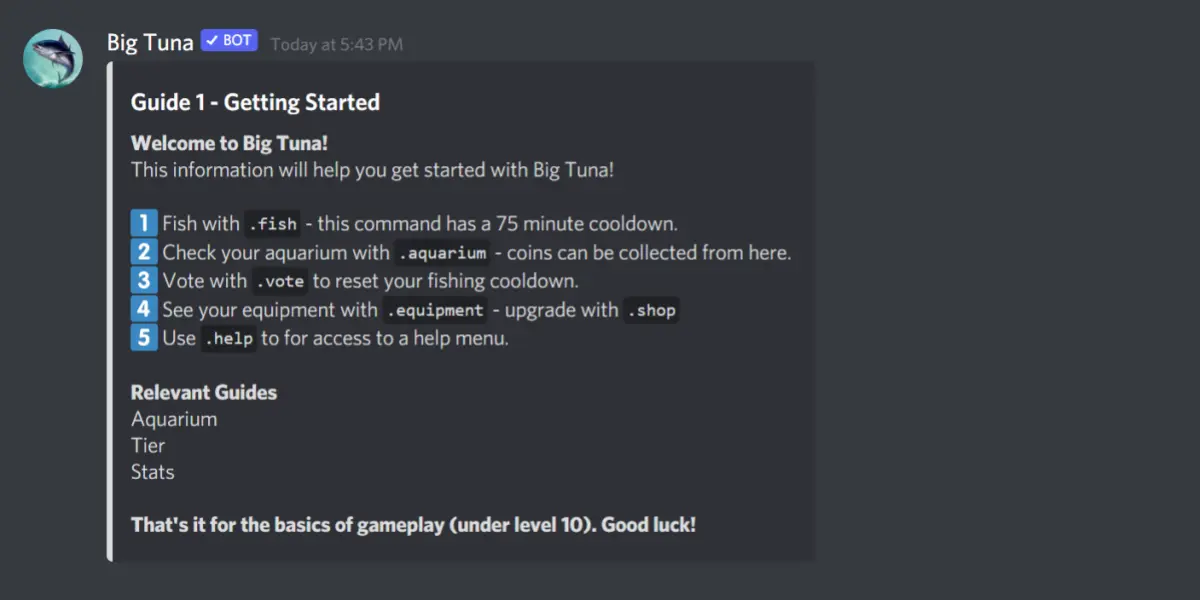 Big Tuna ✓ BOT Today at 5:43 PM
Guide 1 - Getting Started
Welcome to Big Tuna!
This information will help you get started with Big Tuna!
1 Fish with .fish - this command has a 75 minute cooldown.
2 Check your aquarium with .aquarium - coins can be collected from here.
3 Vote with .vote to reset your fishing cooldown.
4 See your equipment with .equipment - upgrade with .shop
5 Use .help to for access to a help menu.
Relevant Guides
Aquarium
Tier
Stats
That's it for the basics of gameplay (under level 10). Good luck!